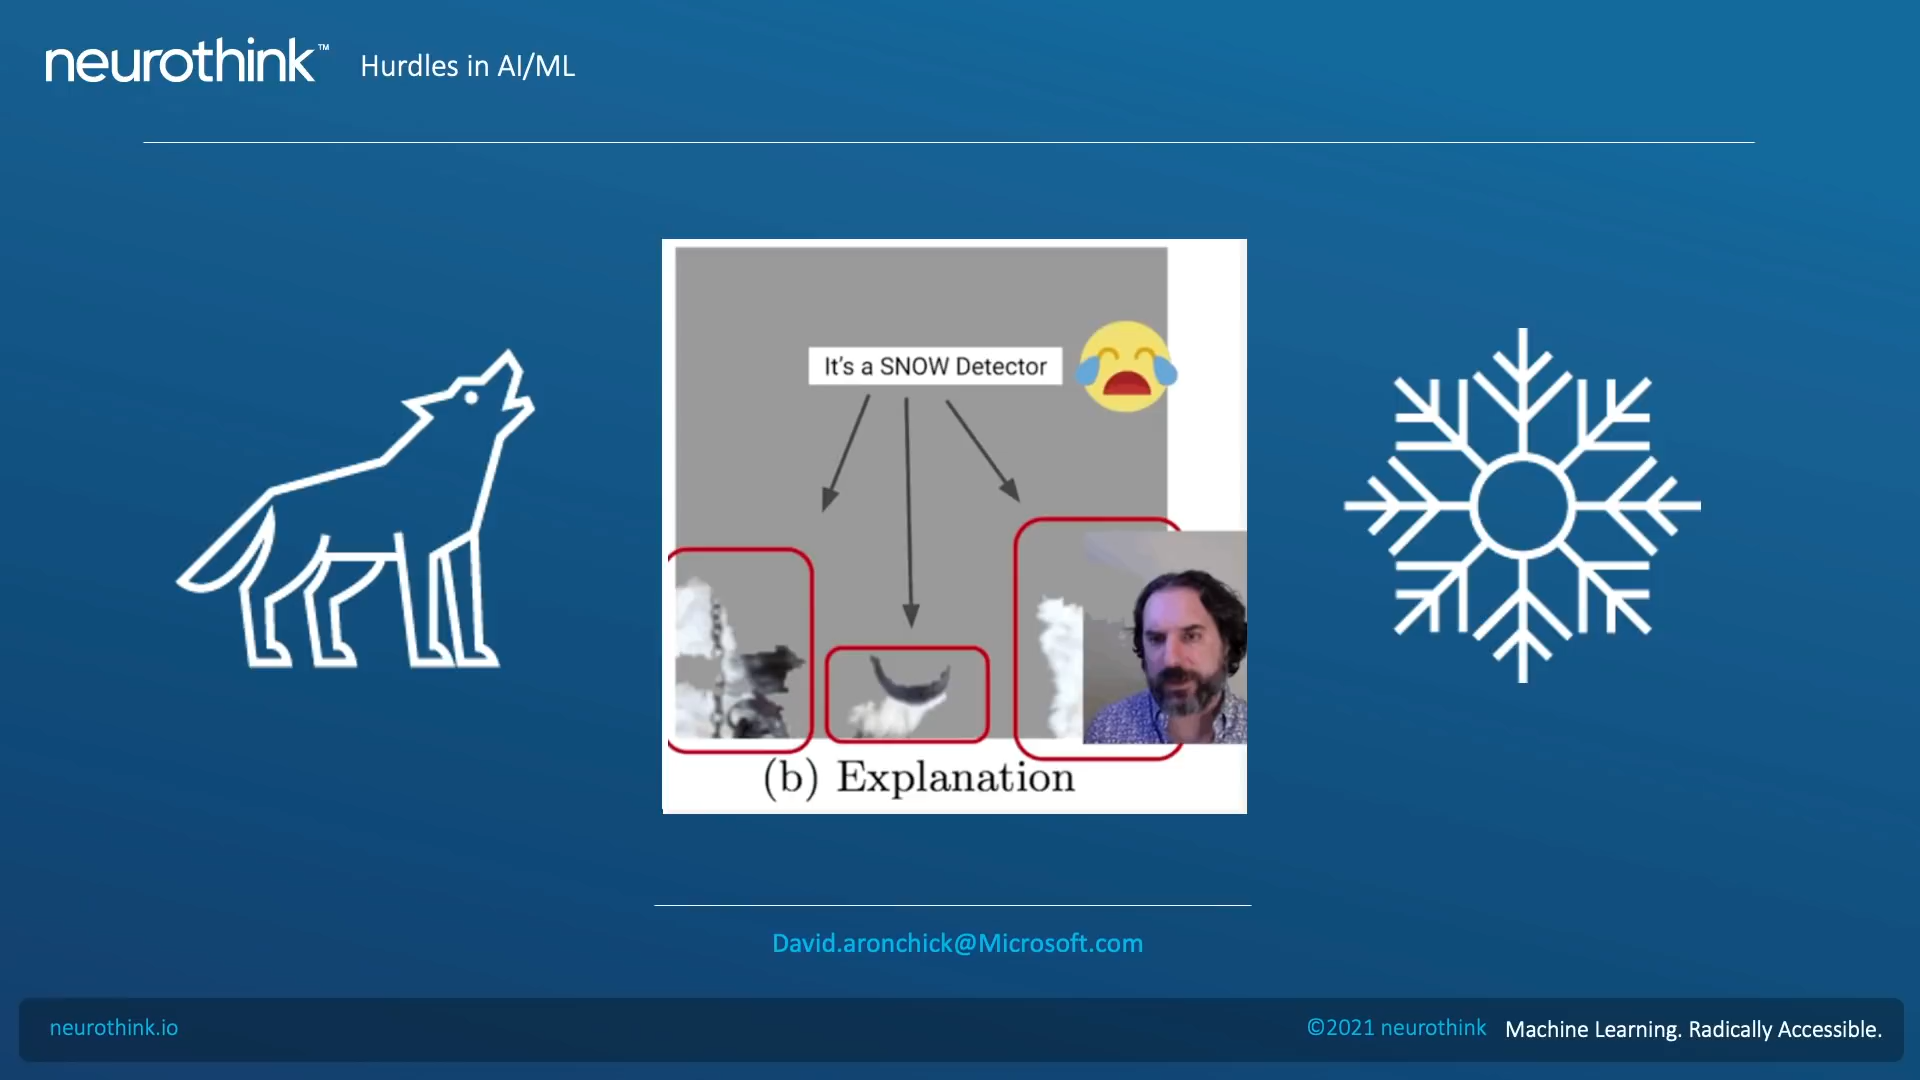 neurothink™
Hurdles in AI/ML
It's a SNOW Detector
(b) Explanation
David.aronchick@Microsoft.com
neurothink.io
©2021 neurothink Machine Learning. Radically Accessible.